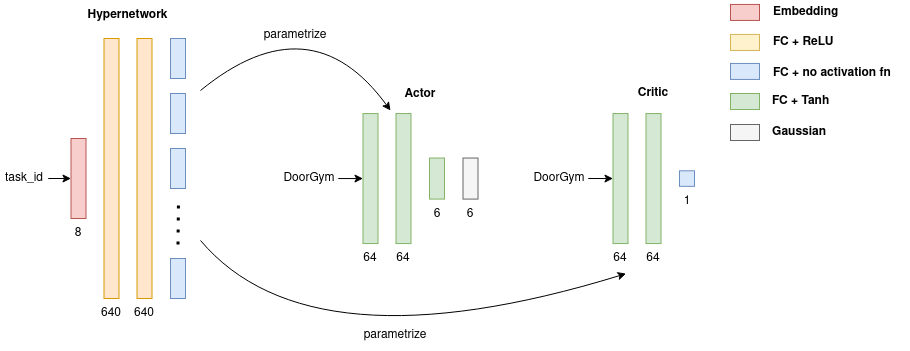 Hypernetwork
task_id
8
640
640
parametrize
parametrize
Actor
DoorGym
64
64
6
6
Critic
DoorGym
64
64
1
Embedding
FC + ReLU
FC + no activation fn
FC + Tanh
Gaussian